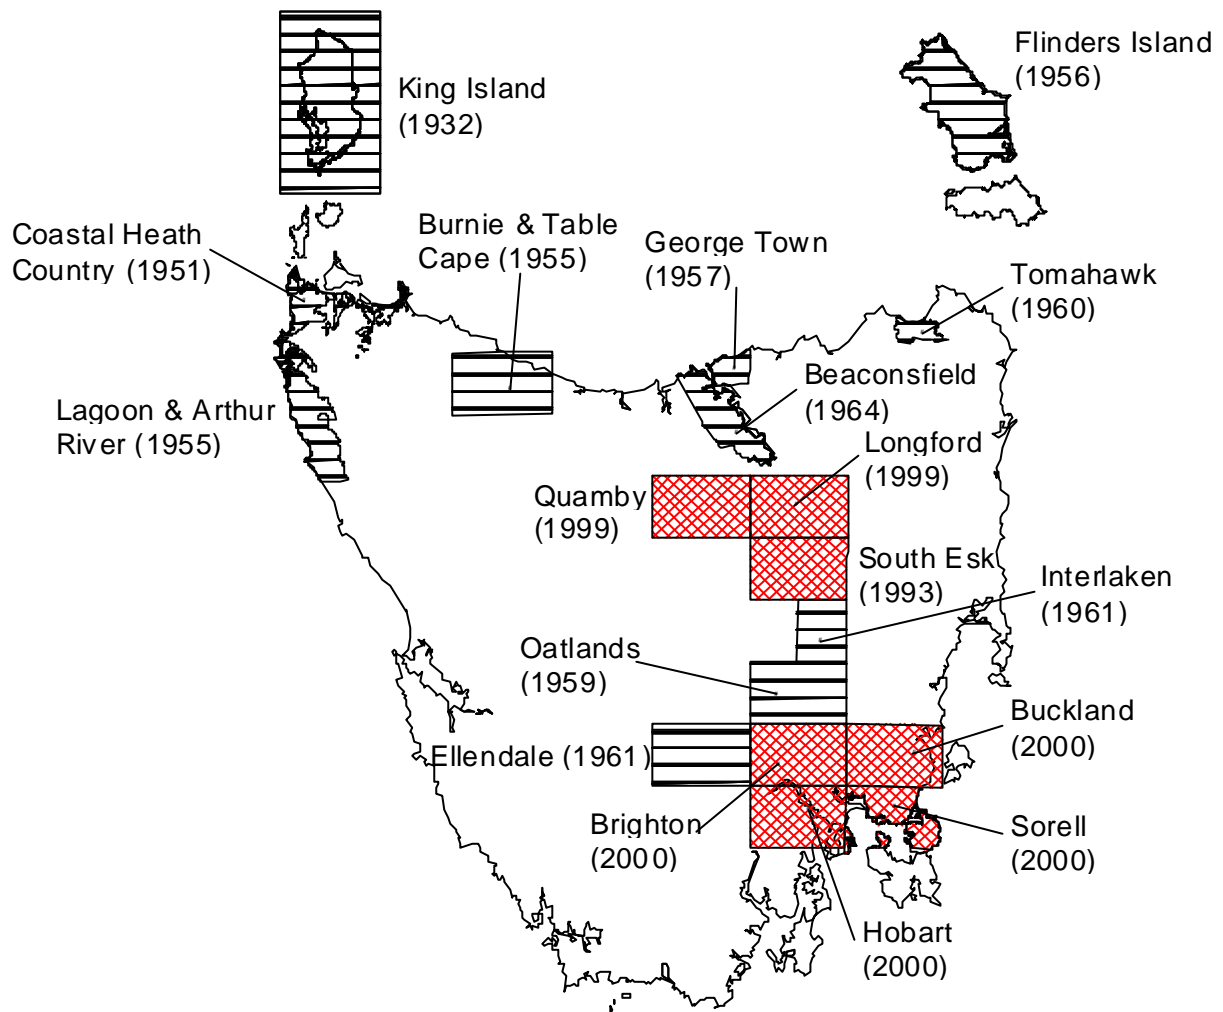 King Island
(1932)
Flinders Island
(1956)
Coastal Heath
Country (1951)
Burnie & Table
Cape (1955)
George Town
(1957)
Tomahawk
(1960)
Lagoon & Arthur
River (1955)
Beaconsfield
(1964)
Longford
(1999)
Quamby
(1999)
South Esk
(1993)
Interlaken
(1961)
Oatlands
(1959)
Ellendale (1961)
Buckland
(2000)
Brighton
(2000)
Sorell
(2000)
Hobart
(2000)